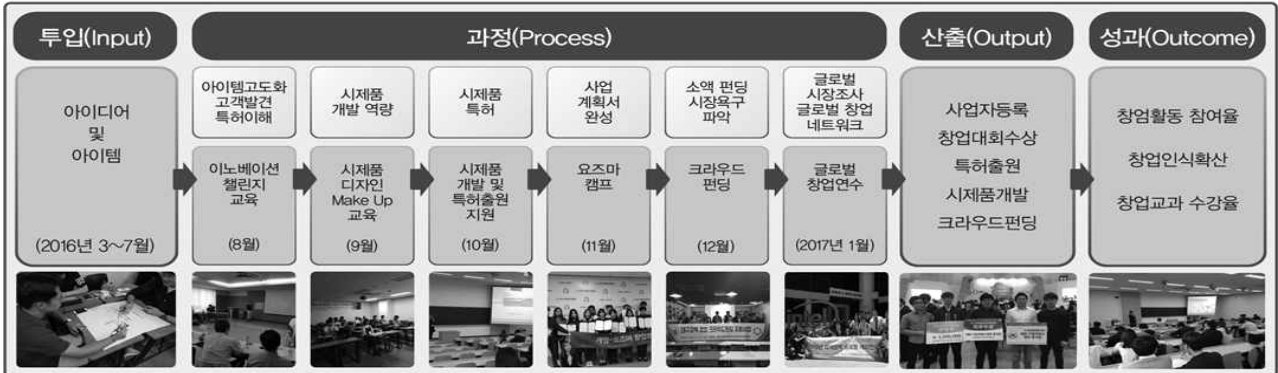 투입(Input)
과정(Process)
산출(Output)
성과(Outcome)
아이디어
및
아이템
(2016년 3~7월)
아이템고도화
고객발견
특허이해
이노베이션
챌린지
교육
(8월)
시제품
개발 역량
시제품
디자인
Make Up
교육
(9월)
시제품
특허
시제품
개발 및
특허출원
지원
(10월)
사업
계획서
완성
요즈마
캠프
(11월)
소액 펀딩
시장욕구
파악
크라우드
펀딩
(12월)
글로벌
시장조사
글로벌 창업
네트워크
글로벌
창업연수
(2017년 1월)
사업자등록
창업대회수상
특허출원
시제품개발
크라우드펀딩
창업활동 참여율
창업인식확산
창업교과 수강율